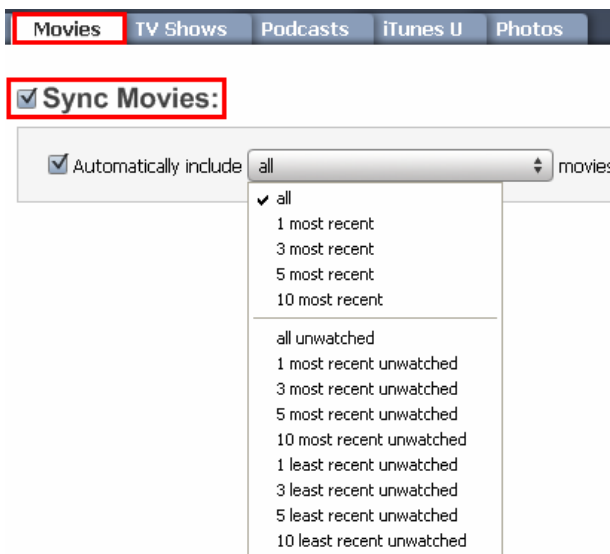 Movies TV Shows Podcasts iTunes U Photos
Sync Movies:
Automatically include all movies
all
1 most recent
3 most recent
5 most recent
10 most recent
all unwatched
1 most recent unwatched
3 most recent unwatched
5 most recent unwatched
10 most recent unwatched
1 least recent unwatched
3 least recent unwatched
5 least recent unwatched
10 least recent unwatched